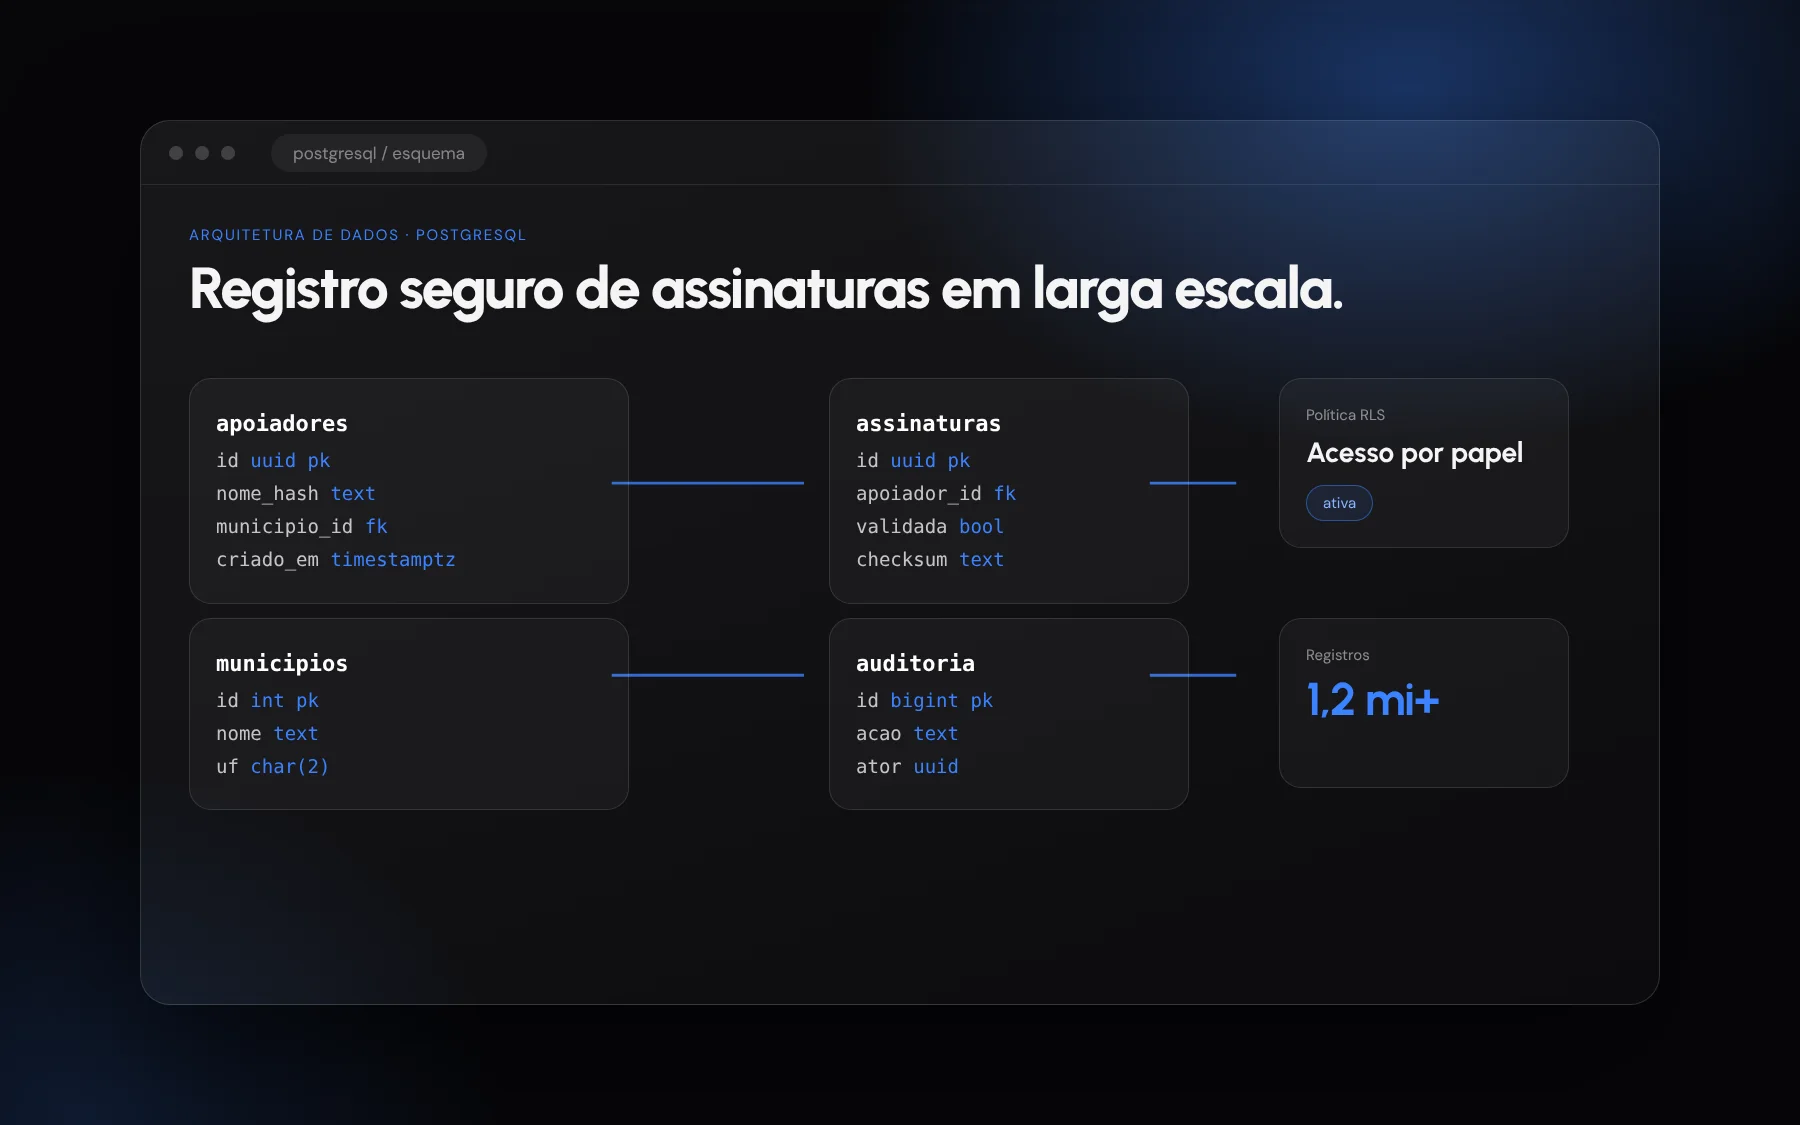 postgresql / esquema
ARQUITETURA DE DADOS · POSTGRESQL
Registro seguro de assinaturas em larga escala.
apoiadores
id uuid pk
nome_hash text
municipio_id fk
criado_em timestamptz
assinaturas
id uuid pk
apoiador_id fk
validada bool
checksum text
Política RLS
Acesso por papel
ativa
municipios
id int pk
nome text
uf char(2)
auditoria
id bigint pk
acao text
ator uuid
Registros
1,2 mi+